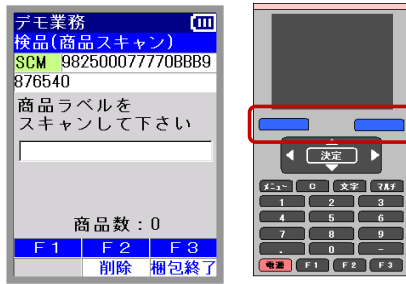 デモ業務
検品(商品スキャン)
SCM 982500077770BBB9
876540
商品ラベルを
スキャンして下さい
商品数:0
F1 F2 F3
削除 梱包終了
決定
メニュー C 文字 マルチ
1 2 3
4 5 6
7 8 9
. 0 -
電源 F1 F2 F3